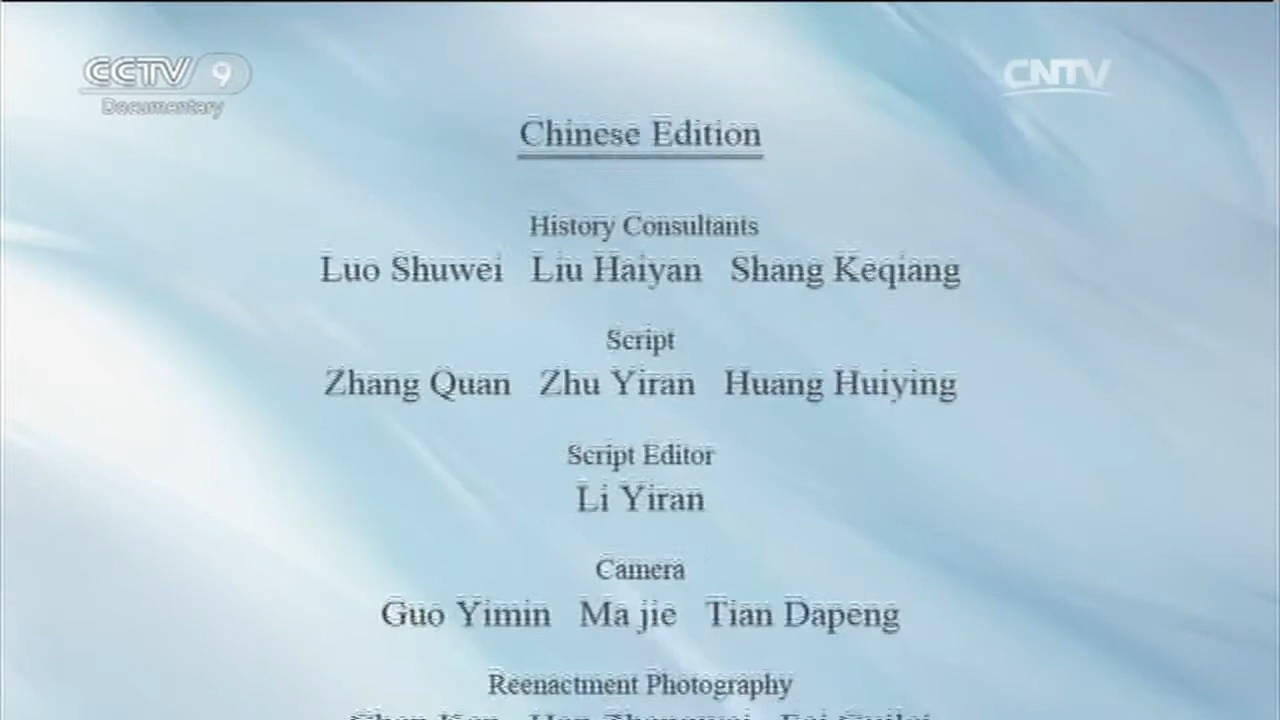 CCTV 9
Documentary
CNTV
Chinese Edition
History Consultants
Luo Shuwei Liu Haiyan Shang Keqiang
Script
Zhang Quan Zhu Yiran Huang Huiying
Script Editor
Li Yiran
Camera
Guo Yimin Ma jie Tian Dapeng
Reenactment Photography